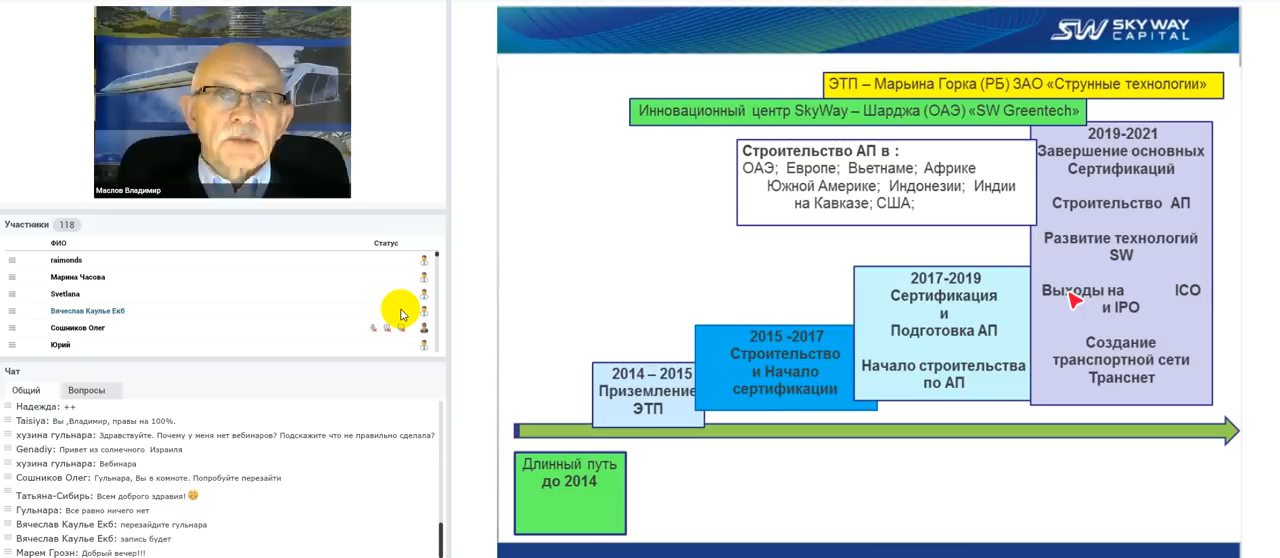 Маслов Владимир
Участники 118
ФИО Статус
raimonds
Марина Часова
Svetlana
Вячеслав Каулье Екб
Сошников Олег
Юрий
Чат
Общий Вопросы
Надежда: ++
Taisiya: Вы ,Владимир, правы на 100%.
хузина гульнара: Здравствуйте. Почему у меня нет вебинаров? Подскажите что не правильно сделала?
Genadiy: Привет из солнечного Израиля
хузина гульнара: Вебинара
Сошников Олег: Гульнара, Вы в комноте. Попробуйте перезайти
Татьяна-Сибирь: Всем доброго здравия!
Гульнара: Все равно ничего нет
Вячеслав Каулье Екб: перезайдите гульнара
Вячеслав Каулье Екб: запись будет
Марем Грозн: Добрый вечер!!!
SW SKY WAY
CAPITAL
ЭТП – Марьина Горка (РБ) ЗАО «Струнные технологии»
Инновационный центр SkyWay – Шарджа (ОАЭ) «SW Greentech»
Строительство АП в :
ОАЭ; Европе; Вьетнаме; Африке
Южной Америке; Индонезии; Индии
на Кавказе; США;
2019-2021
Завершение основных
Сертификаций
Строительство АП
Развитие технологий
SW
Выходы на ICO
и IPO
Создание
транспортной сети
Транснет
2017-2019
Сертификация
и
Подготовка АП
Начало строительства
по АП
2015 -2017
Строительство
и Начало
сертификации
2014 – 2015
Приземление
ЭТП
Длинный путь
до 2014